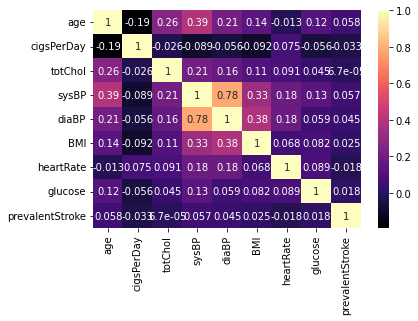 age 1 -0.19 0.26 0.39 0.21 0.14 -0.013 0.12 0.058
cigsPerDay -0.19 1 -0.026 -0.089 -0.056 -0.092 0.075 -0.056 -0.033
totChol 0.26 -0.026 1 0.21 0.16 0.11 0.091 0.045 6.7e-05
sysBP 0.39 -0.089 0.21 1 0.78 0.33 0.18 0.13 0.057
diaBP 0.21 -0.056 0.16 0.78 1 0.38 0.18 0.059 0.045
BMI 0.14 -0.092 0.11 0.33 0.38 1 0.068 0.082 0.025
heartRate -0.013 0.075 0.091 0.18 0.18 0.068 1 0.089 -0.018
glucose 0.12 -0.056 0.045 0.13 0.059 0.082 0.089 1 0.018
prevalentStroke 0.058 -0.033 6.7e-05 0.057 0.045 0.025 -0.018 0.018 1
age cigsPerDay totChol sysBP diaBP BMI heartRate glucose prevalentStroke
1.0
0.8
0.6
0.4
0.2
0.0